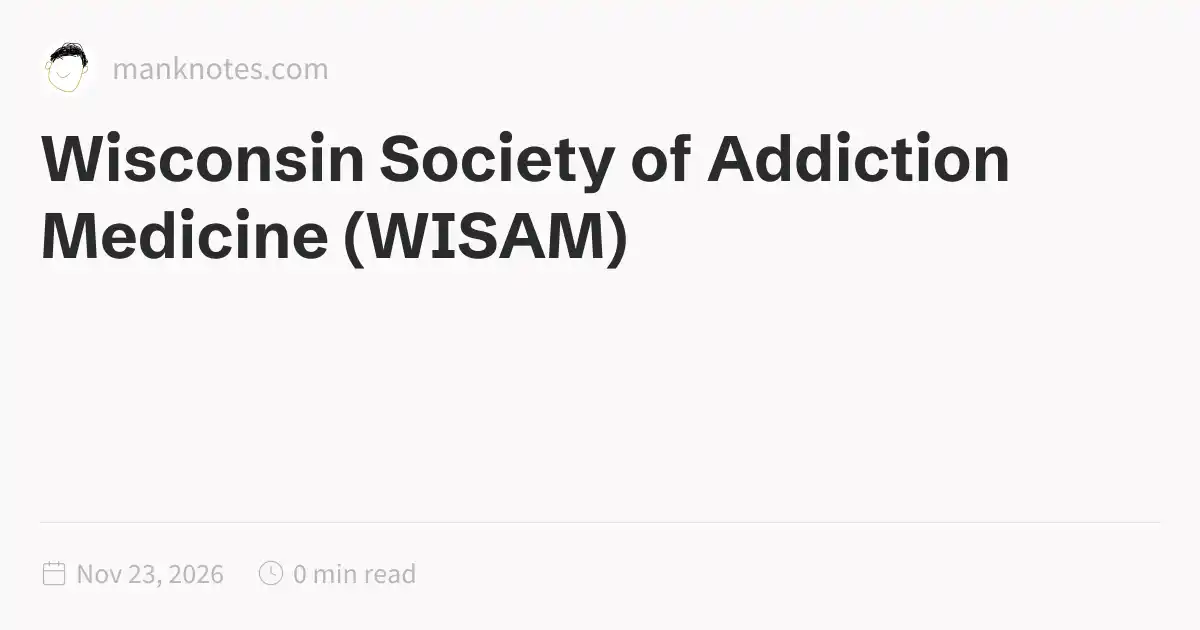 manknotes.com
Wisconsin Society of Addiction
Medicine (WISAM)
Nov 23, 2026 0 min read